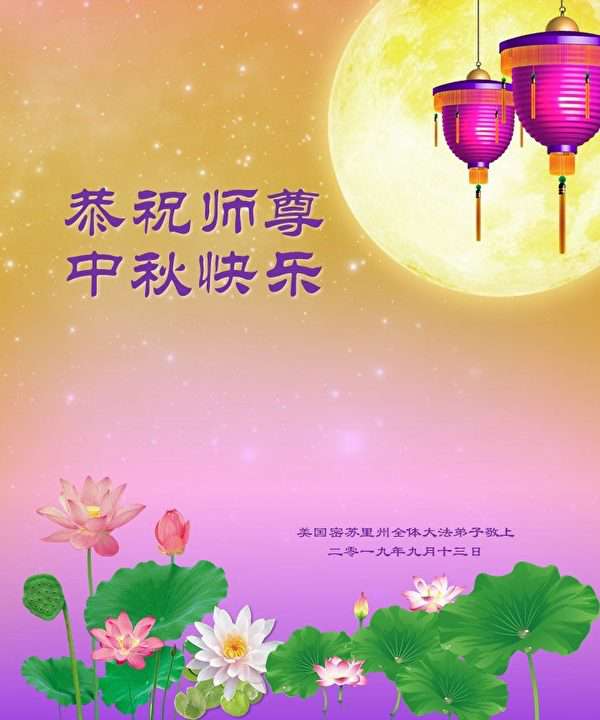 恭祝师尊
中秋快乐
美国密苏里州全体大法弟子敬上
二零一九年九月十三日